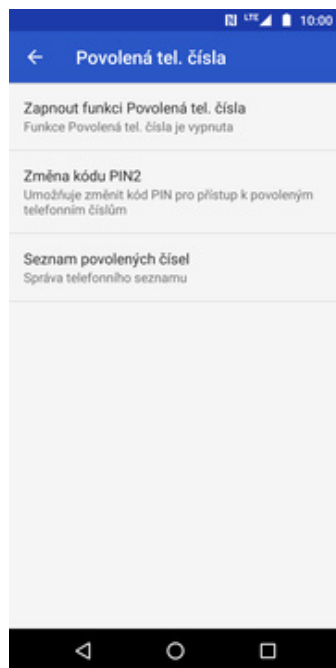 LTE 10:00
Povolená tel. čísla
Zapnout funkci Povolená tel. čísla
Funkce Povolená tel. čísla je vypnuta
Změna kódu PIN2
Umožňuje změnit kód PIN pro přístup k povoleným
telefonním číslům
Seznam povolených čísel
Správa telefonního seznamu